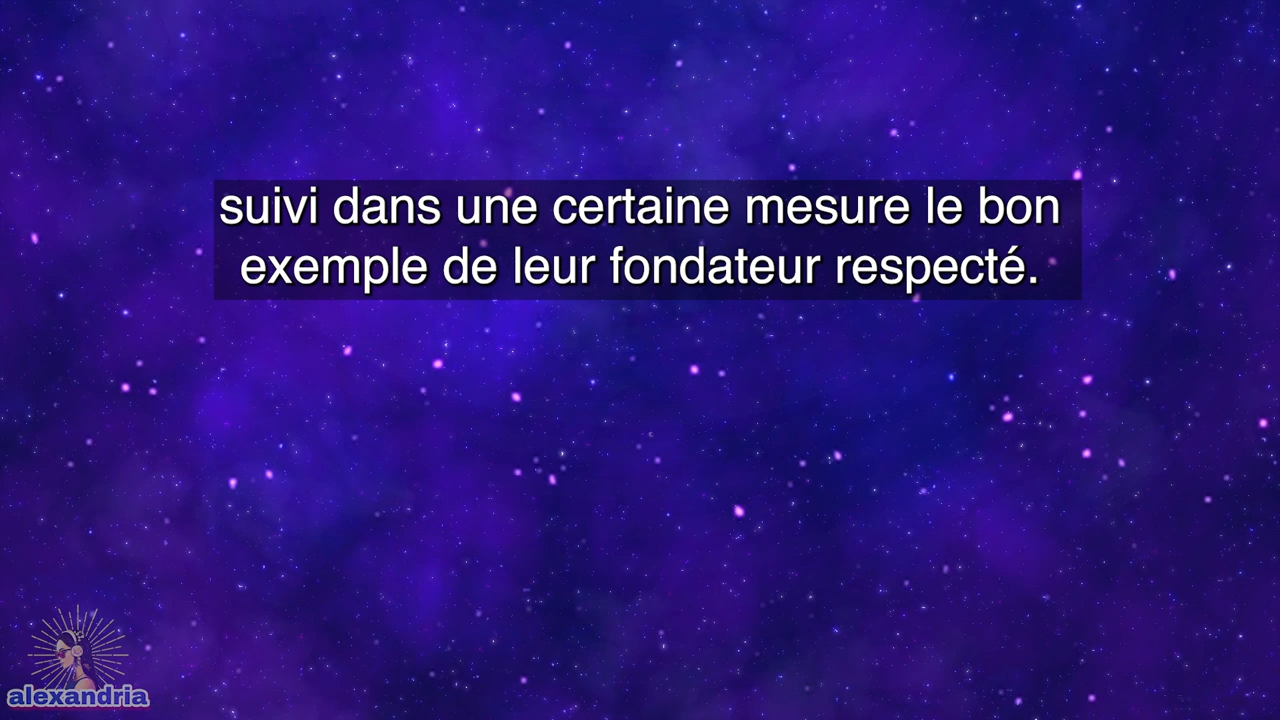 suivi dans une certaine mesure le bon
exemple de leur fondateur respecté.
alexandria